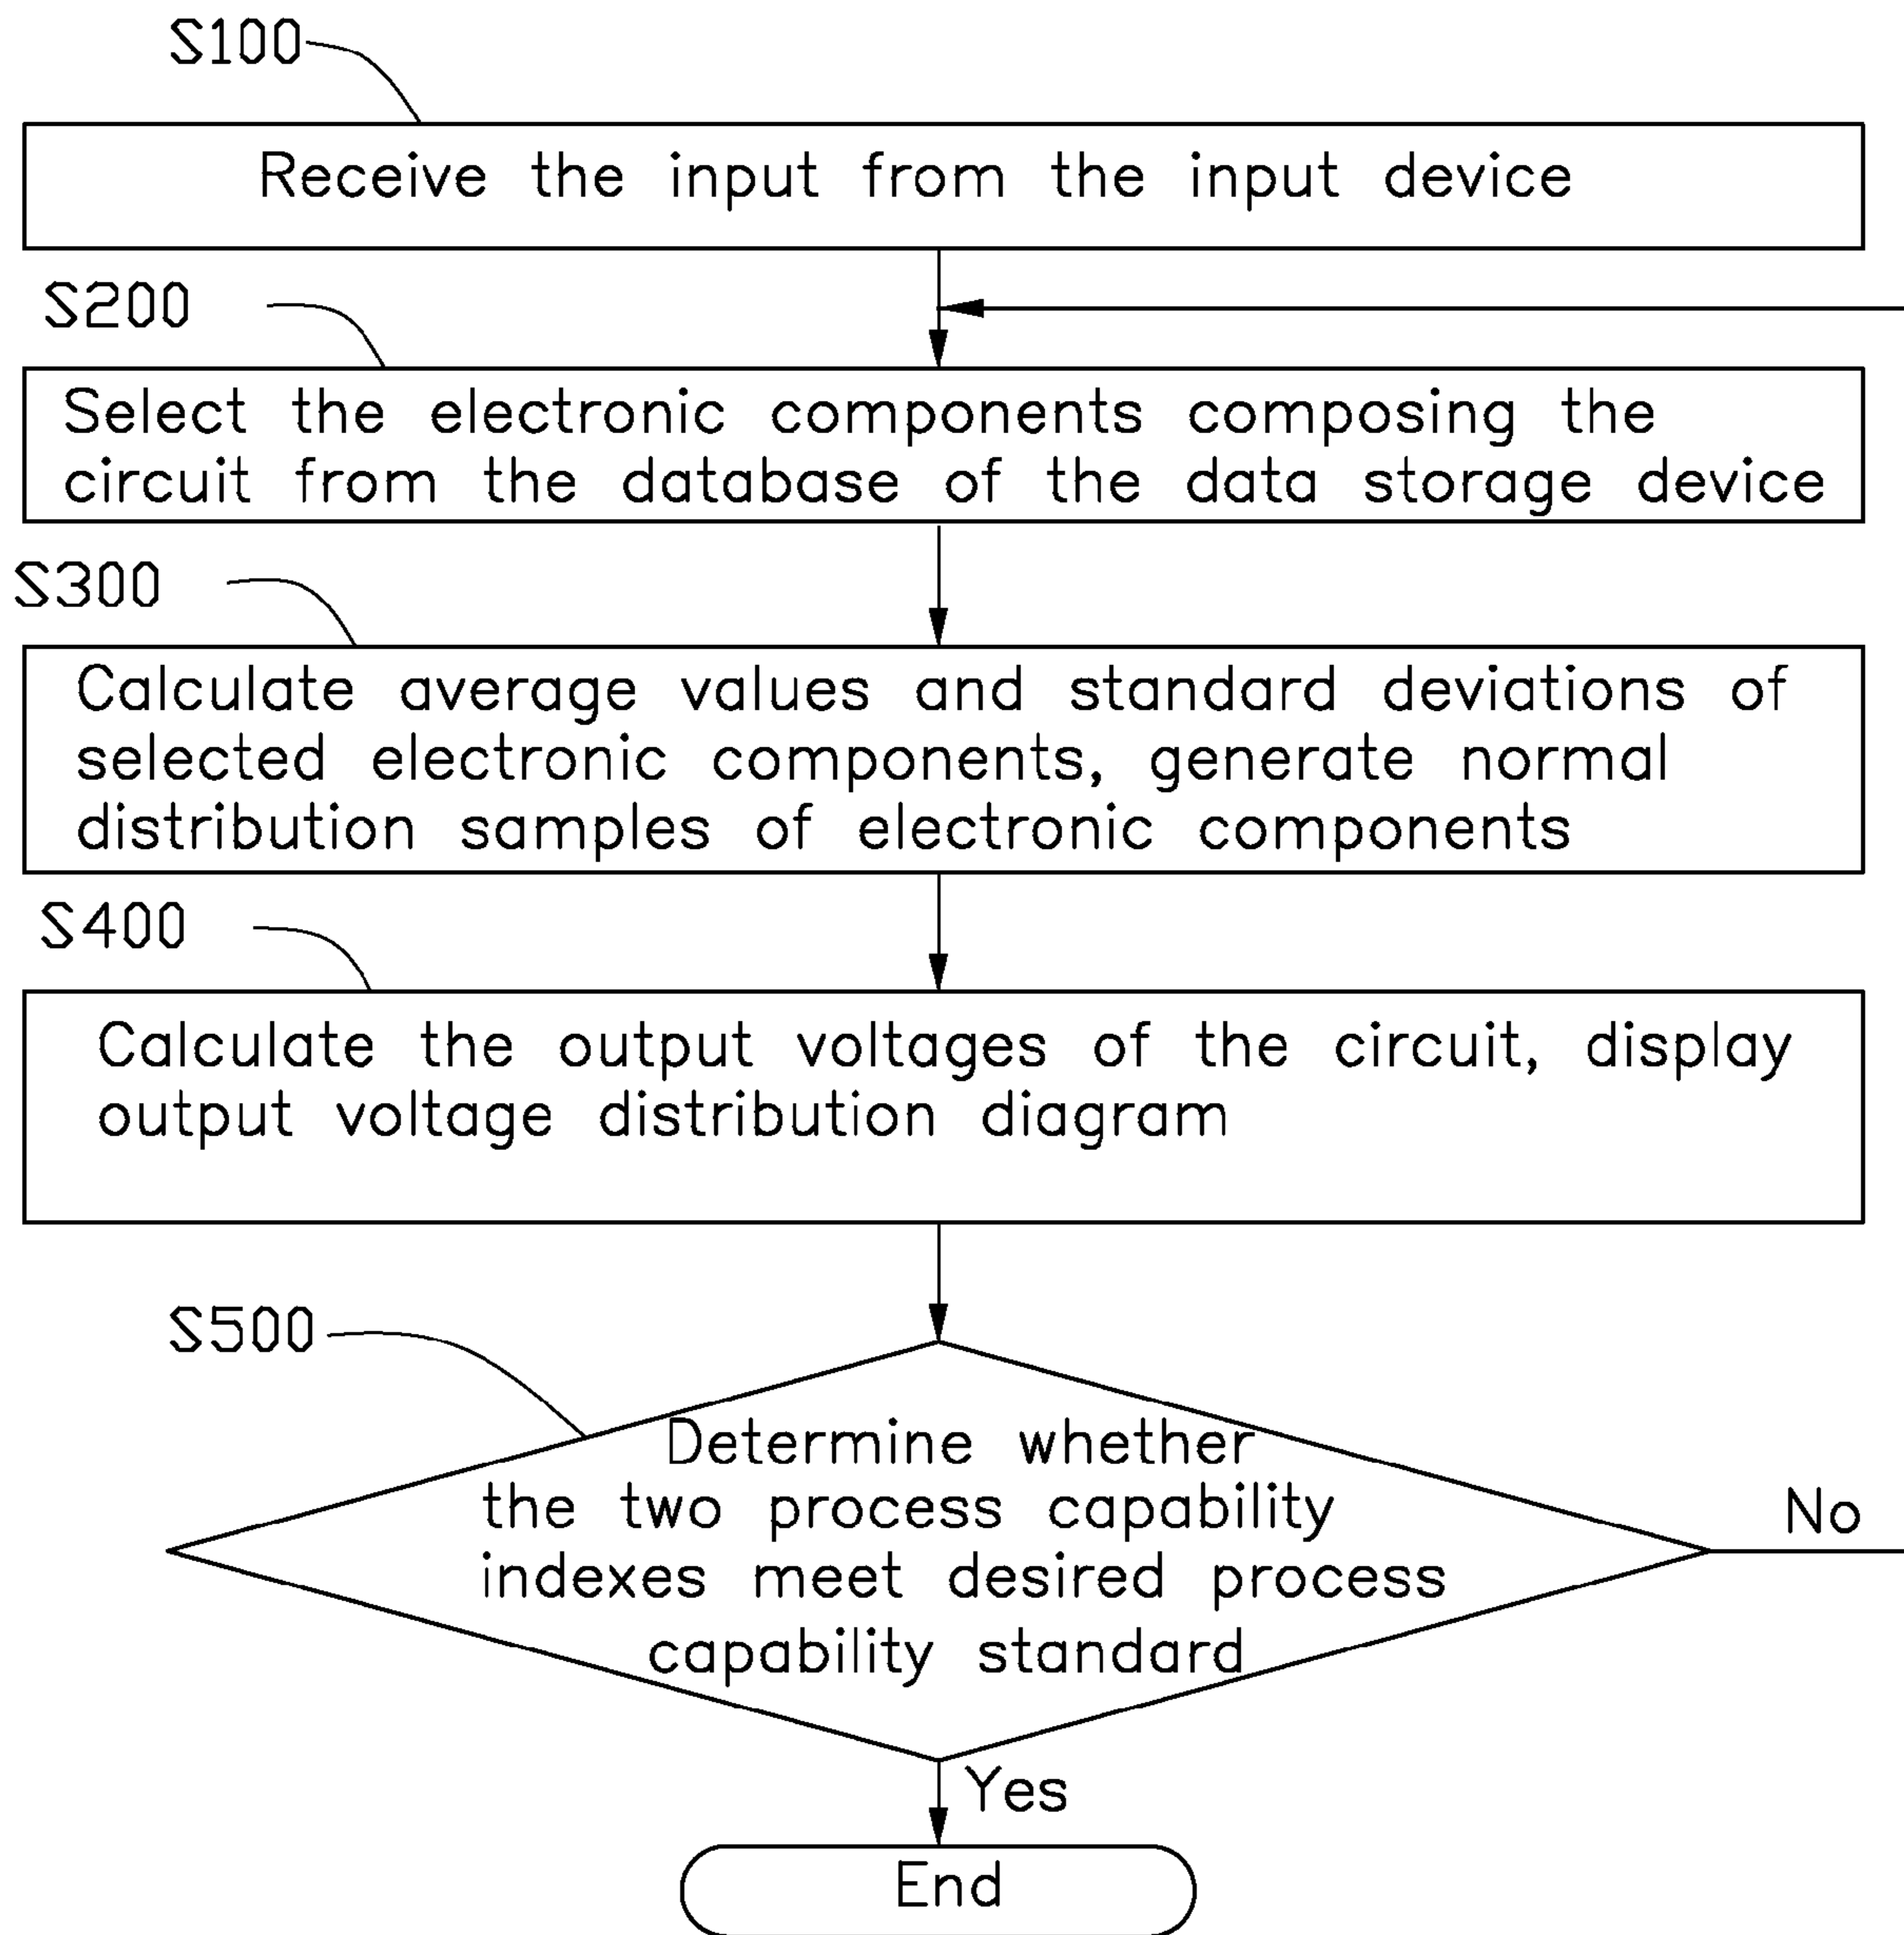 S100
Receive the input from the input device
S200
Select the electronic components composing the
circuit from the database of the data storage device
S300
Calculate average values and standard deviations of
selected electronic components, generate normal
distribution samples of electronic components
S400
Calculate the output voltages of the circuit, display
output voltage distribution diagram
S500
Determine whether
the two process capability
indexes meet desired process
capability standard
No
Yes
End